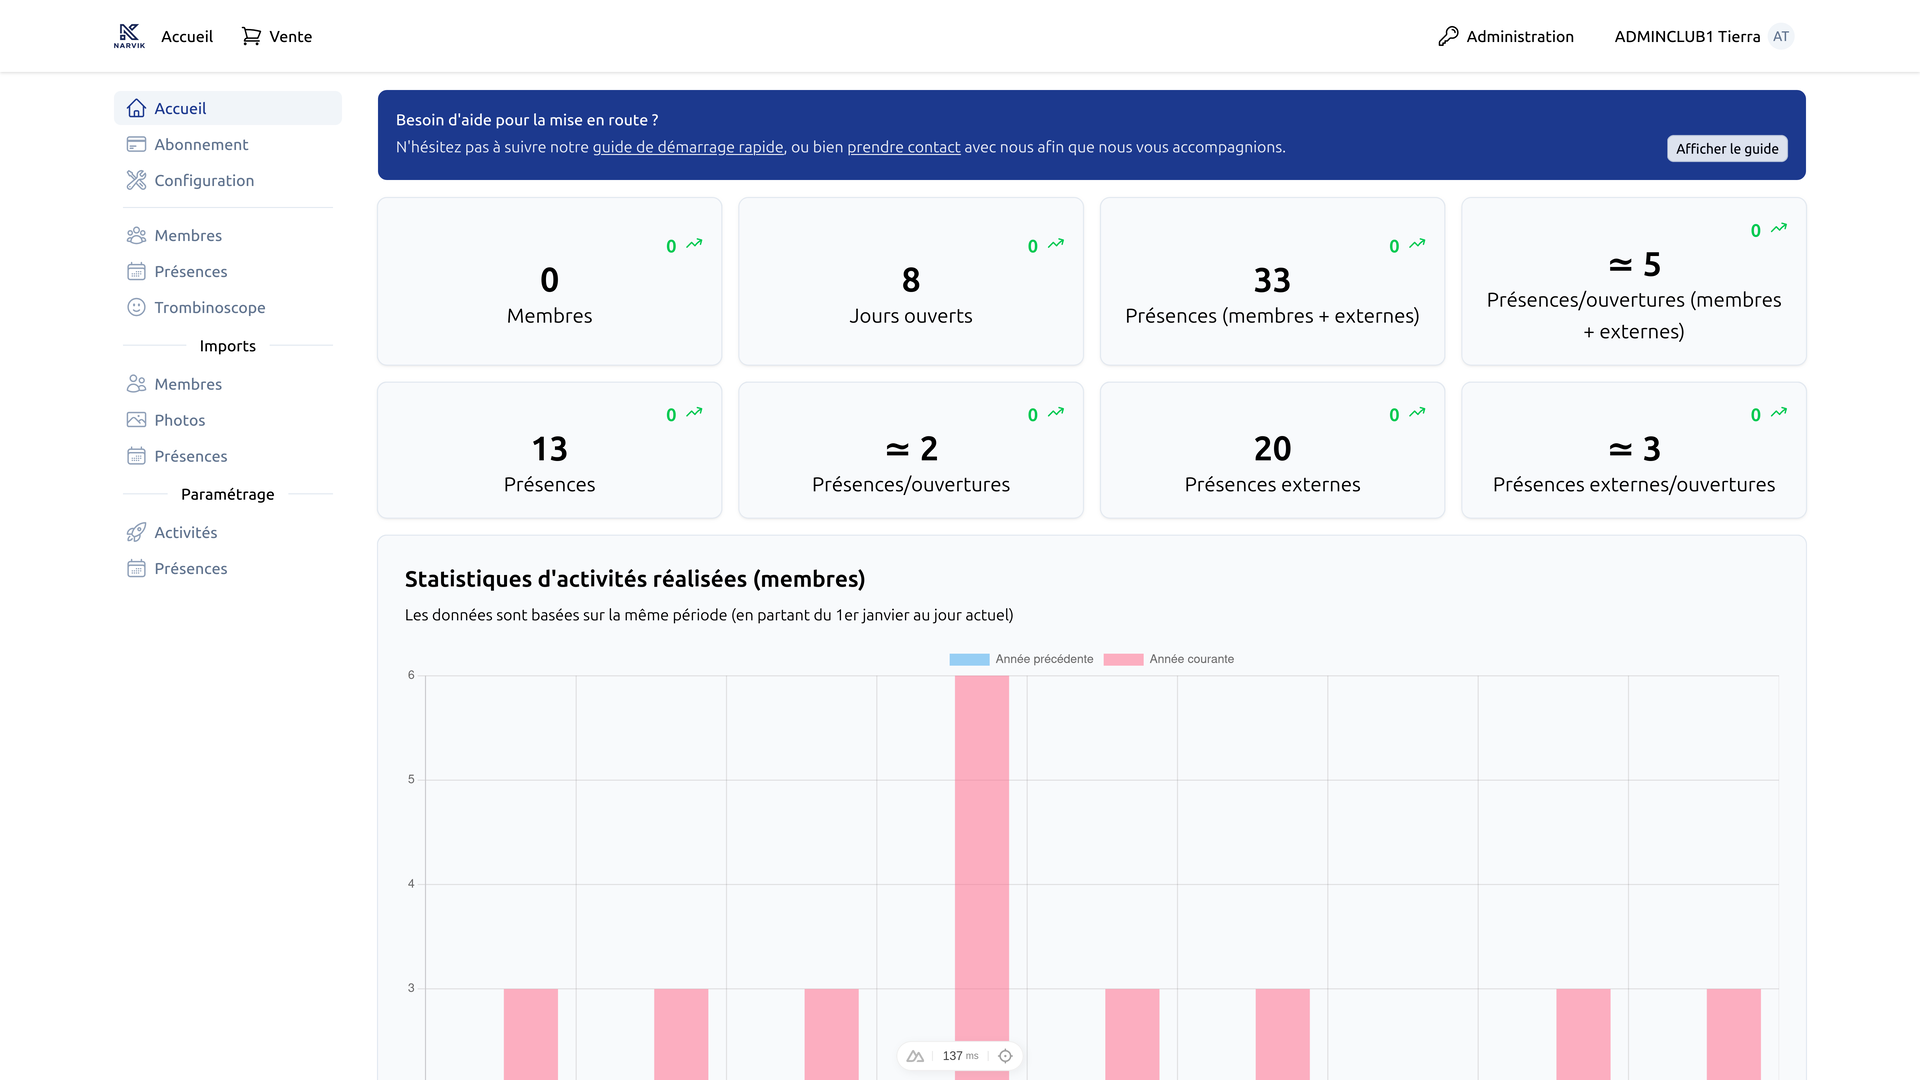 NARVIK
Accueil
Vente
Administration
ADMINCLUB1 Tierra
AT
Accueil
Abonnement
Configuration
Membres
Présences
Trombinoscope
Imports
Membres
Photos
Présences
Paramétrage
Activités
Présences
Besoin d'aide pour la mise en route ?
N'hésitez pas à suivre notre guide de démarrage rapide, ou bien prendre contact avec nous afin que nous vous accompagnions.
Afficher le guide
0
0
Membres
0
8
Jours ouverts
0
33
Présences (membres + externes)
0
≃ 5
Présences/ouvertures (membres
+ externes)
0
13
Présences
0
≃ 2
Présences/ouvertures
0
20
Présences externes
0
≃ 3
Présences externes/ouvertures
Statistiques d'activités réalisées (membres)
Les données sont basées sur la même période (en partant du 1er janvier au jour actuel)
Année précédente
Année courante
6
5
4
3
137 ms